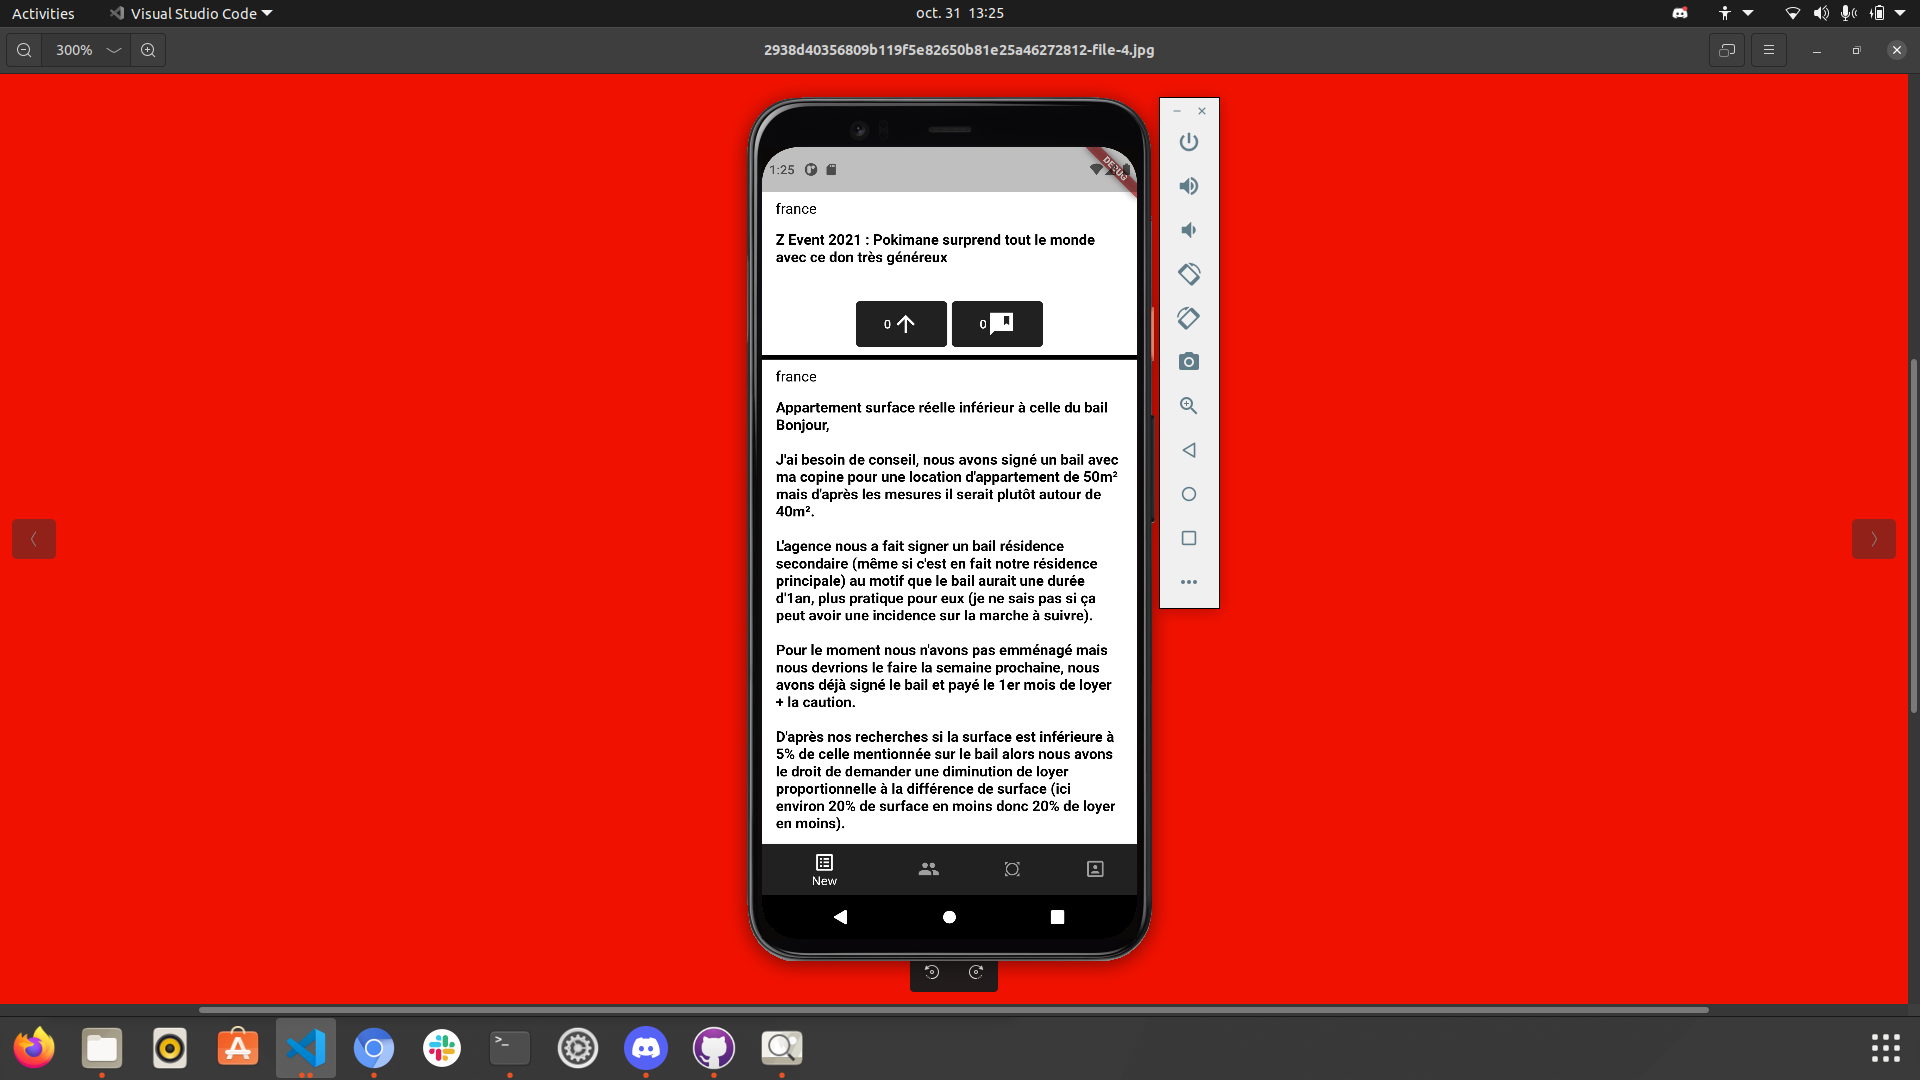 Activities
Visual Studio Code
oct. 31 13:25
300%
2938d40356809b119f5e82650b81e25a46272812-file-4.jpg
1:25
DEBUG
france
Z Event 2021 : Pokimane surprend tout le monde
avec ce don très généreux
0
0
france
Appartement surface réelle inférieur à celle du bail
Bonjour,
J'ai besoin de conseil, nous avons signé un bail avec
ma copine pour une location d'appartement de 50m²
mais d'après les mesures il serait plutôt autour de
40m².
L'agence nous a fait signer un bail résidence
secondaire (même si c'est en fait notre résidence
principale) au motif que le bail aurait une durée
d'1an, plus pratique pour eux (je ne sais pas si ça
peut avoir une incidence sur la marche à suivre).
Pour le moment nous n'avons pas emménagé mais
nous devrions le faire la semaine prochaine, nous
avons déjà signé le bail et payé le 1er mois de loyer
+ la caution.
D'après nos recherches si la surface est inférieure à
5% de celle mentionnée sur le bail alors nous avons
le droit de demander une diminution de loyer
proportionnelle à la différence de surface (ici
environ 20% de surface en moins donc 20% de loyer
en moins).
New